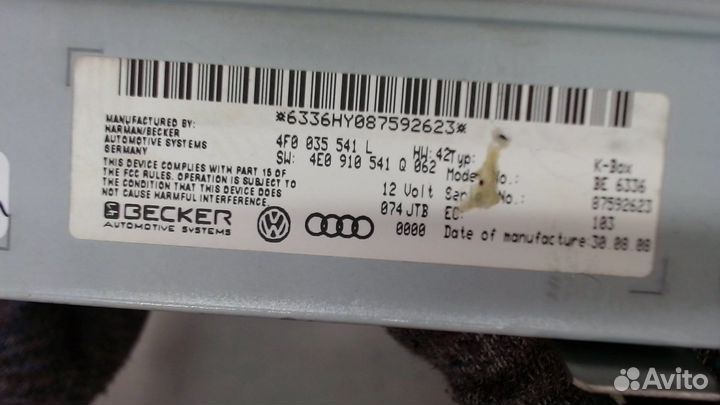 *6336HY087592623*
MANUFACTURED BY
HARMAN/BECKER
AUTOMOTIVE SYSTEMS
GERMANY
THIS DEVICE COMPLIES WITH PART 15 OF
THE FCC RULES. OPERATION IS SUBJECT TO
THE CONDITION THAT THIS DEVICE DOES
NOT CAUSE HARMFUL INTERFERENCE.
BECKER
AUTOMOTIVE SYSTEMS
4F0 035 541 L HW: 42 Typ: K-Box
SW: 4E0 910 541 Q 062 Model No.: BE 6336
12 Volt No.: 87592623
074 JTB EC 103
0000 Date of manufacture: 30.08.08
Avito